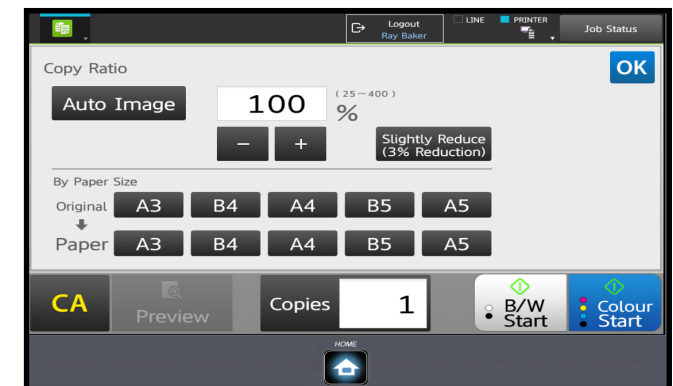 Logout
Ray Baker
LINE
PRINTER
Job Status
Copy Ratio
OK
Auto Image
100
(25~400)
%
−
+
Slightly Reduce
(3% Reduction)
By Paper Size
Original
A3
B4
A4
B5
A5
Paper
A3
B4
A4
B5
A5
CA
Preview
Copies
1
B/W
Start
Colour
Start
HOME